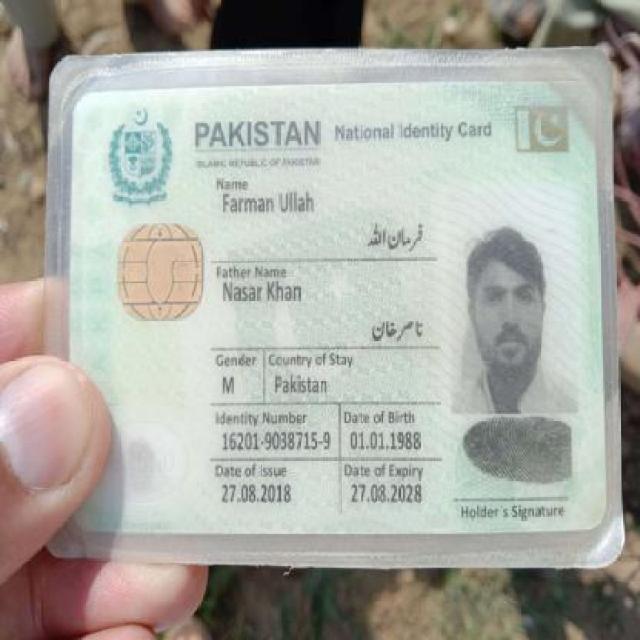 PAKISTAN National Identity Card
ISLAMIC REPUBLIC OF PAKISTAN
Name
Farman Ullah
فرمان اللہ
Father Name
Nasar Khan
ناصر خان
Gender Country of Stay
M Pakistan
Identity Number Date of Birth
16201-9038715-9 01.01.1988
Date of Issue Date of Expiry
27.08.2018 27.08.2028
Holder's Signature